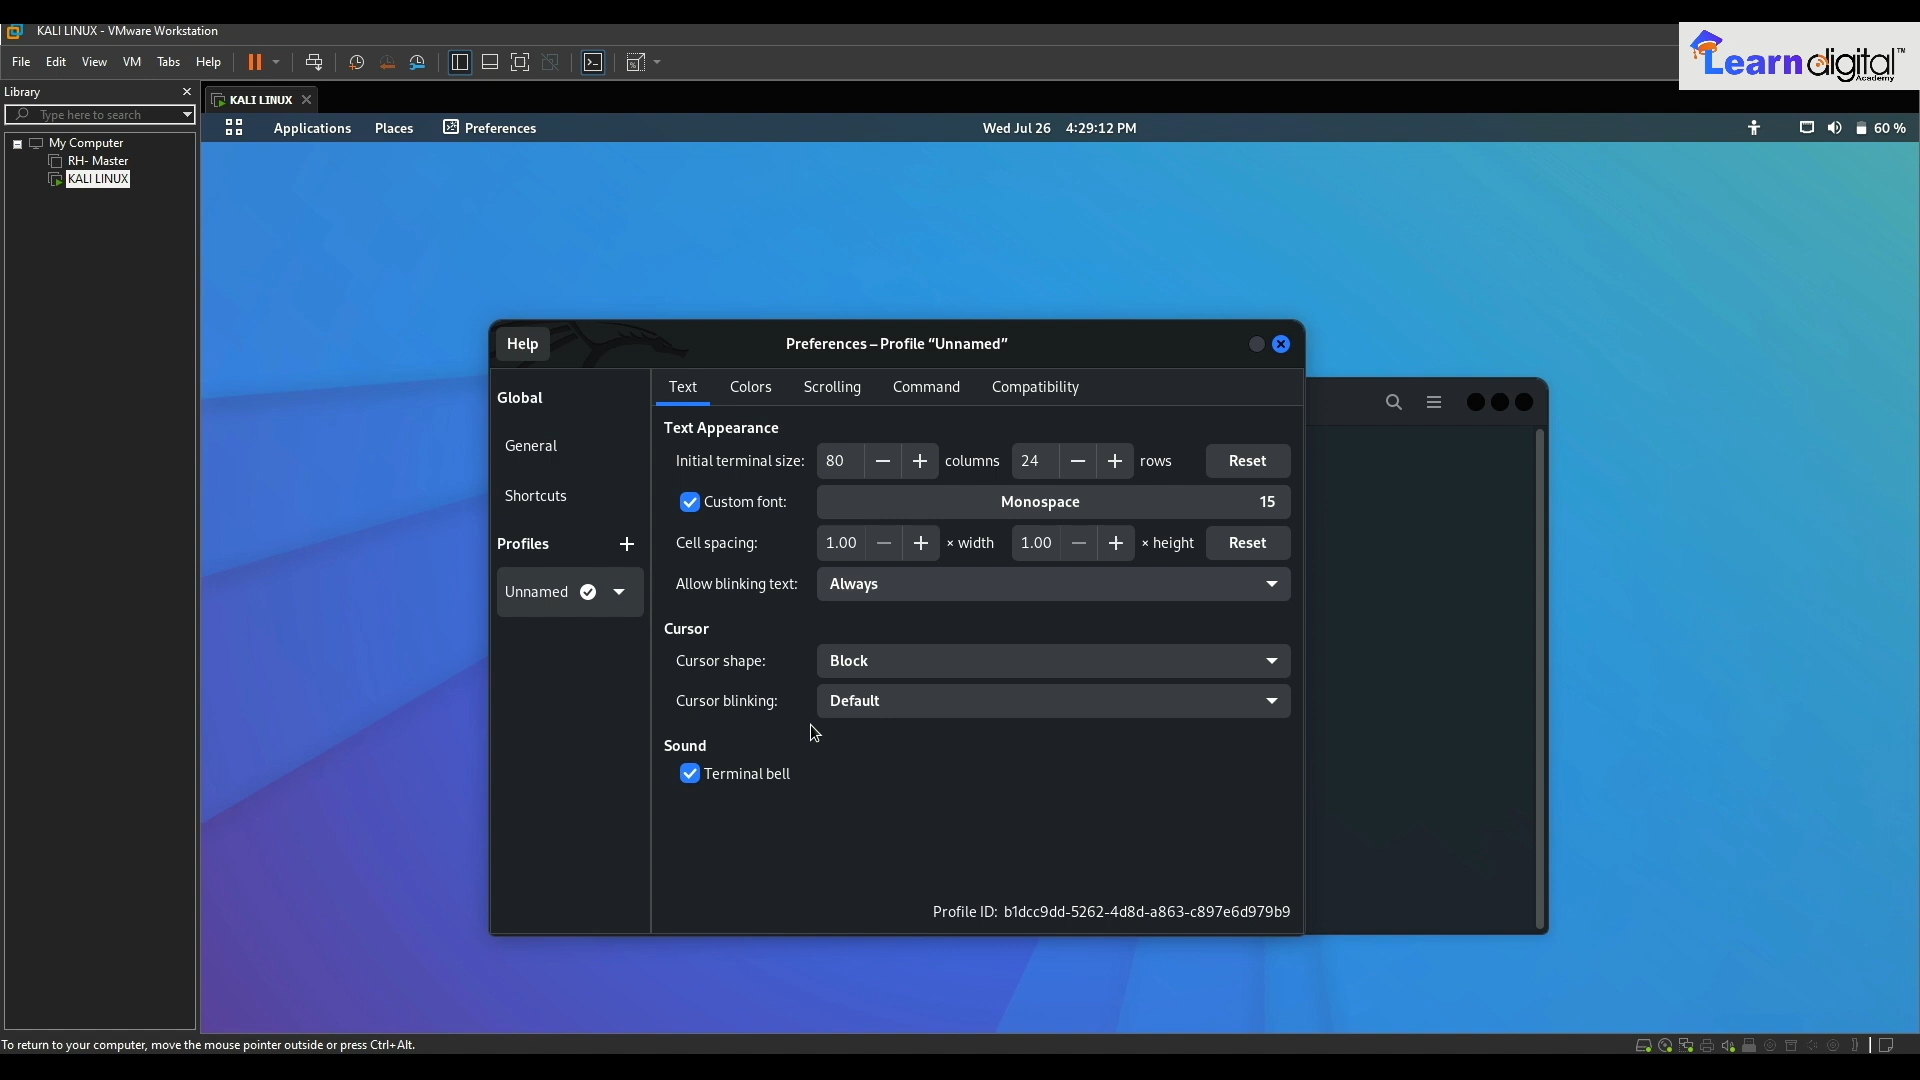 KALI LINUX - VMware Workstation
File Edit View VM Tabs Help
Learn digital™
Academy
Library
KALI LINUX
Type here to search
Applications Places Preferences
Wed Jul 26 4:29:12 PM
60 %
My Computer
RH- Master
KALI LINUX
Help
Preferences – Profile “Unnamed”
Global
General
Shortcuts
Profiles
Unnamed
Text Colors Scrolling Command Compatibility
Text Appearance
Initial terminal size: 80 columns 24 rows Reset
Custom font: Monospace 15
Cell spacing: 1.00 × width 1.00 × height Reset
Allow blinking text: Always
Cursor
Cursor shape: Block
Cursor blinking: Default
Sound
Terminal bell
Profile ID: b1dcc9dd-5262-4d8d-a863-c897e6d979b9
To return to your computer, move the mouse pointer outside or press Ctrl+Alt.